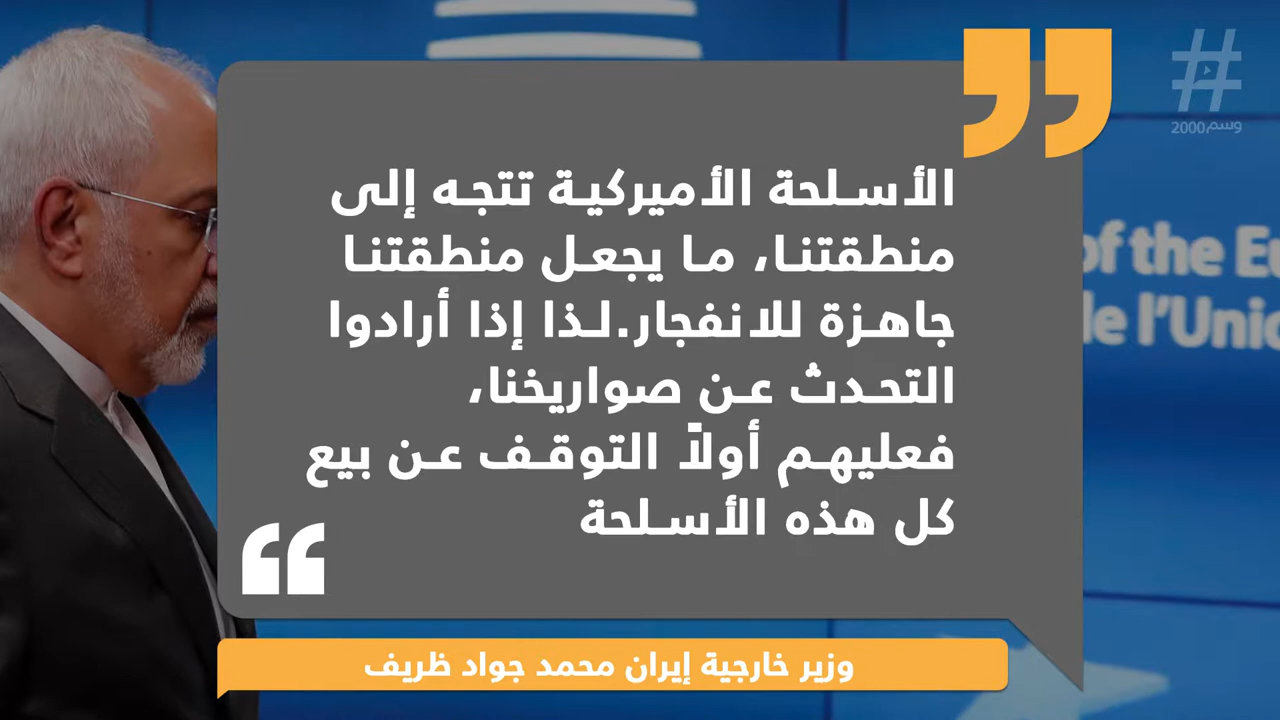 وسم2000
الأسلحة الأميركية تتجه إلى
منطقتنا، ما يجعل منطقتنا
جاهزة للانفجار.لذا إذا أرادوا
التحدث عن صواريخنا،
فعليهم أولاً التوقف عن بيع
كل هذه الأسلحة
of the Eu
le l'Unio
وزير خارجية إيران محمد جواد ظريف